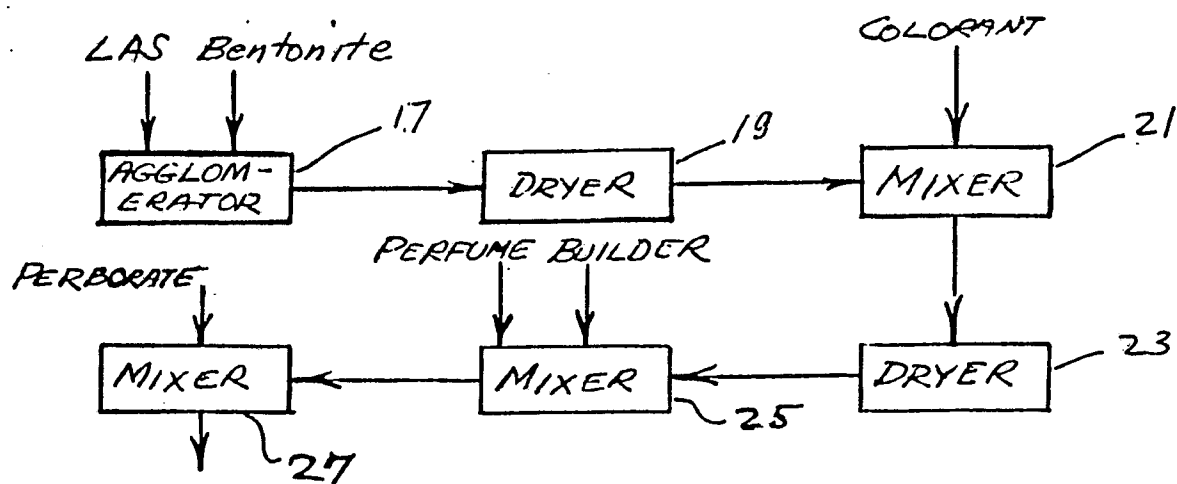 LAS Bentonite
COLORANT
17
19
21
AGGLOM-
ERATOR
DRYER
MIXER
PERFUME BUILDER
PERBORATE
23
MIXER
MIXER
DRYER
25
27